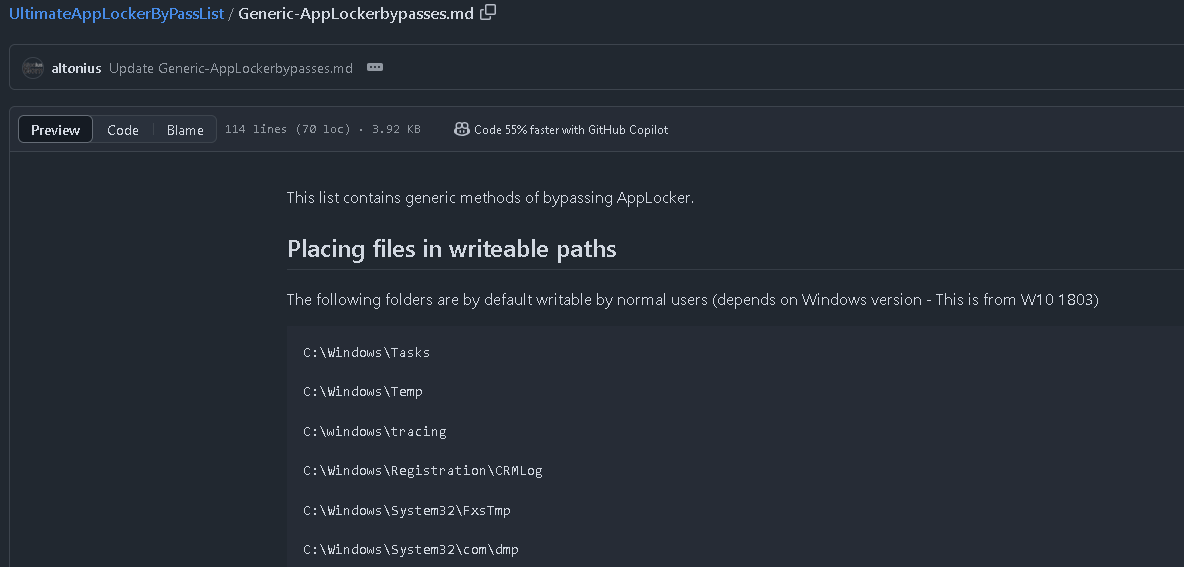 UltimateAppLockerByPassList / Generic-AppLockerbypasses.md
altonius Update Generic-AppLockerbypasses.md
Preview Code Blame 114 lines (70 loc) · 3.92 KB Code 55% faster with GitHub Copilot
This list contains generic methods of bypassing AppLocker.
Placing files in writeable paths
The following folders are by default writable by normal users (depends on Windows version - This is from W10 1803)
C:\Windows\Tasks
C:\Windows\Temp
C:\windows\tracing
C:\Windows\Registration\CRMLog
C:\Windows\System32\FxsTmp
C:\Windows\System32\com\dmp